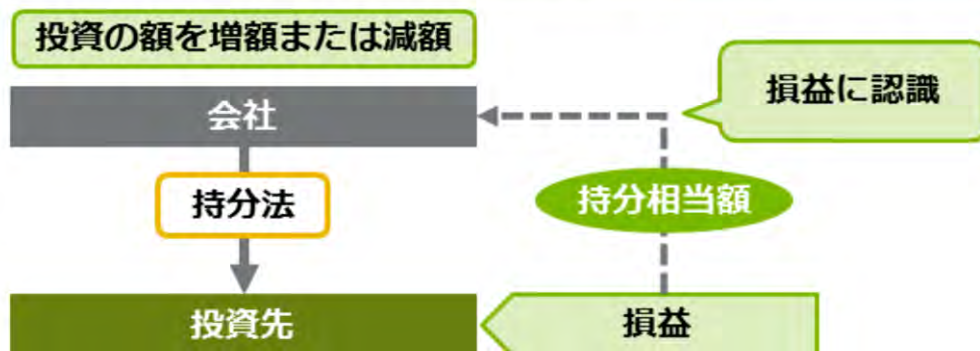 投資の額を増額または減額
会社
損益に認識
持分法
持分相当額
投資先
損益